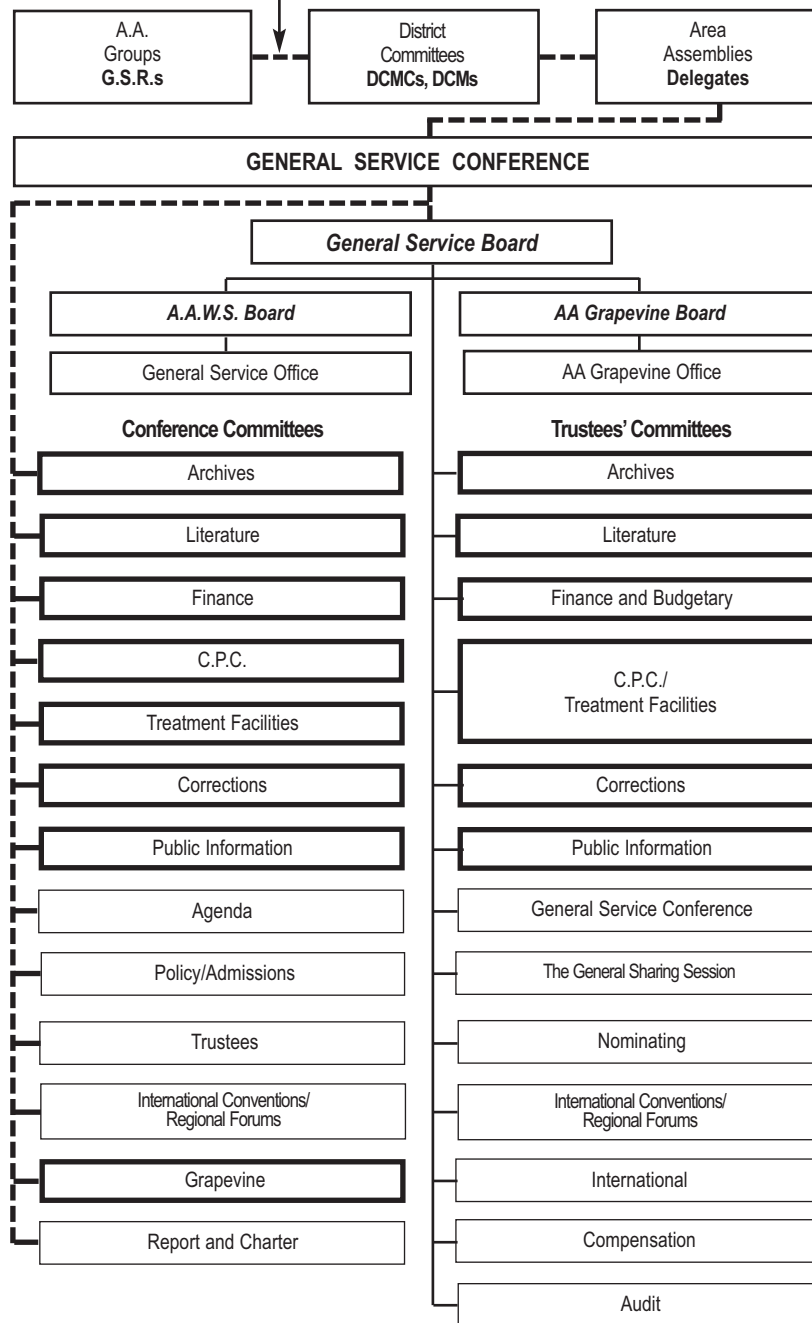 A.A.
Groups
G.S.R.s
District
Committees
DCMCs, DCMs
Area
Assemblies
Delegates
GENERAL SERVICE CONFERENCE
General Service Board
A.A.W.S. Board
AA Grapevine Board
General Service Office
AA Grapevine Office
Conference Committees
Archives
Literature
Finance
C.P.C.
Treatment Facilities
Corrections
Public Information
Agenda
Policy/Admissions
Trustees
International Conventions/
Regional Forums
Grapevine
Report and Charter
Trustees’ Committees
Archives
Literature
Finance and Budgetary
C.P.C./
Treatment Facilities
Corrections
Public Information
General Service Conference
The General Sharing Session
Nominating
International Conventions/
Regional Forums
International
Compensation
Audit